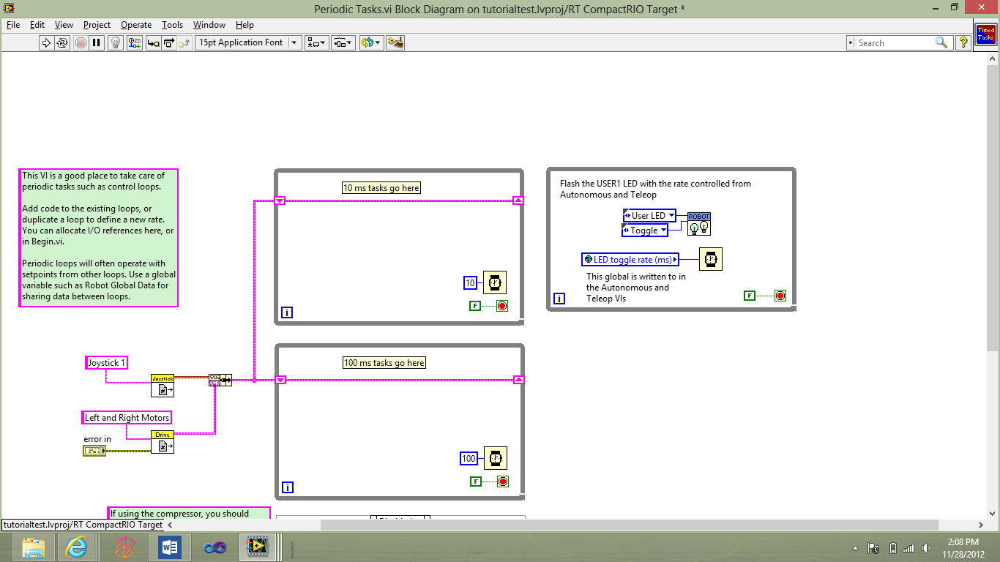 Periodic Tasks.vi Block Diagram on tutorialtest.lvproj/RT CompactRIO Target *
File Edit View Project Operate Tools Window Help
15pt Application Font
Search
?
Timed
Tasks
This VI is a good place to take care of
periodic tasks such as control loops.
Add code to the existing loops, or
duplicate a loop to define a new rate.
You can allocate I/O references here, or
in Begin.vi.
Periodic loops will often operate with
setpoints from other loops. Use a global
variable such as Robot Global Data for
sharing data between loops.
10 ms tasks go here
10
F
i
Flash the USER1 LED with the rate controlled from
Autonomous and Teleop
User LED
ROBOT
Toggle
LED toggle rate (ms)
This global is written to in
the Autonomous and
Teleop VIs
F
i
Joystick 1
Joystick
#
Left and Right Motors
Drive
#
error in
100 ms tasks go here
100
F
i
If using the compressor, you should
tutorialtest.lvproj/RT CompactRIO Target
2:08 PM
11/28/2012